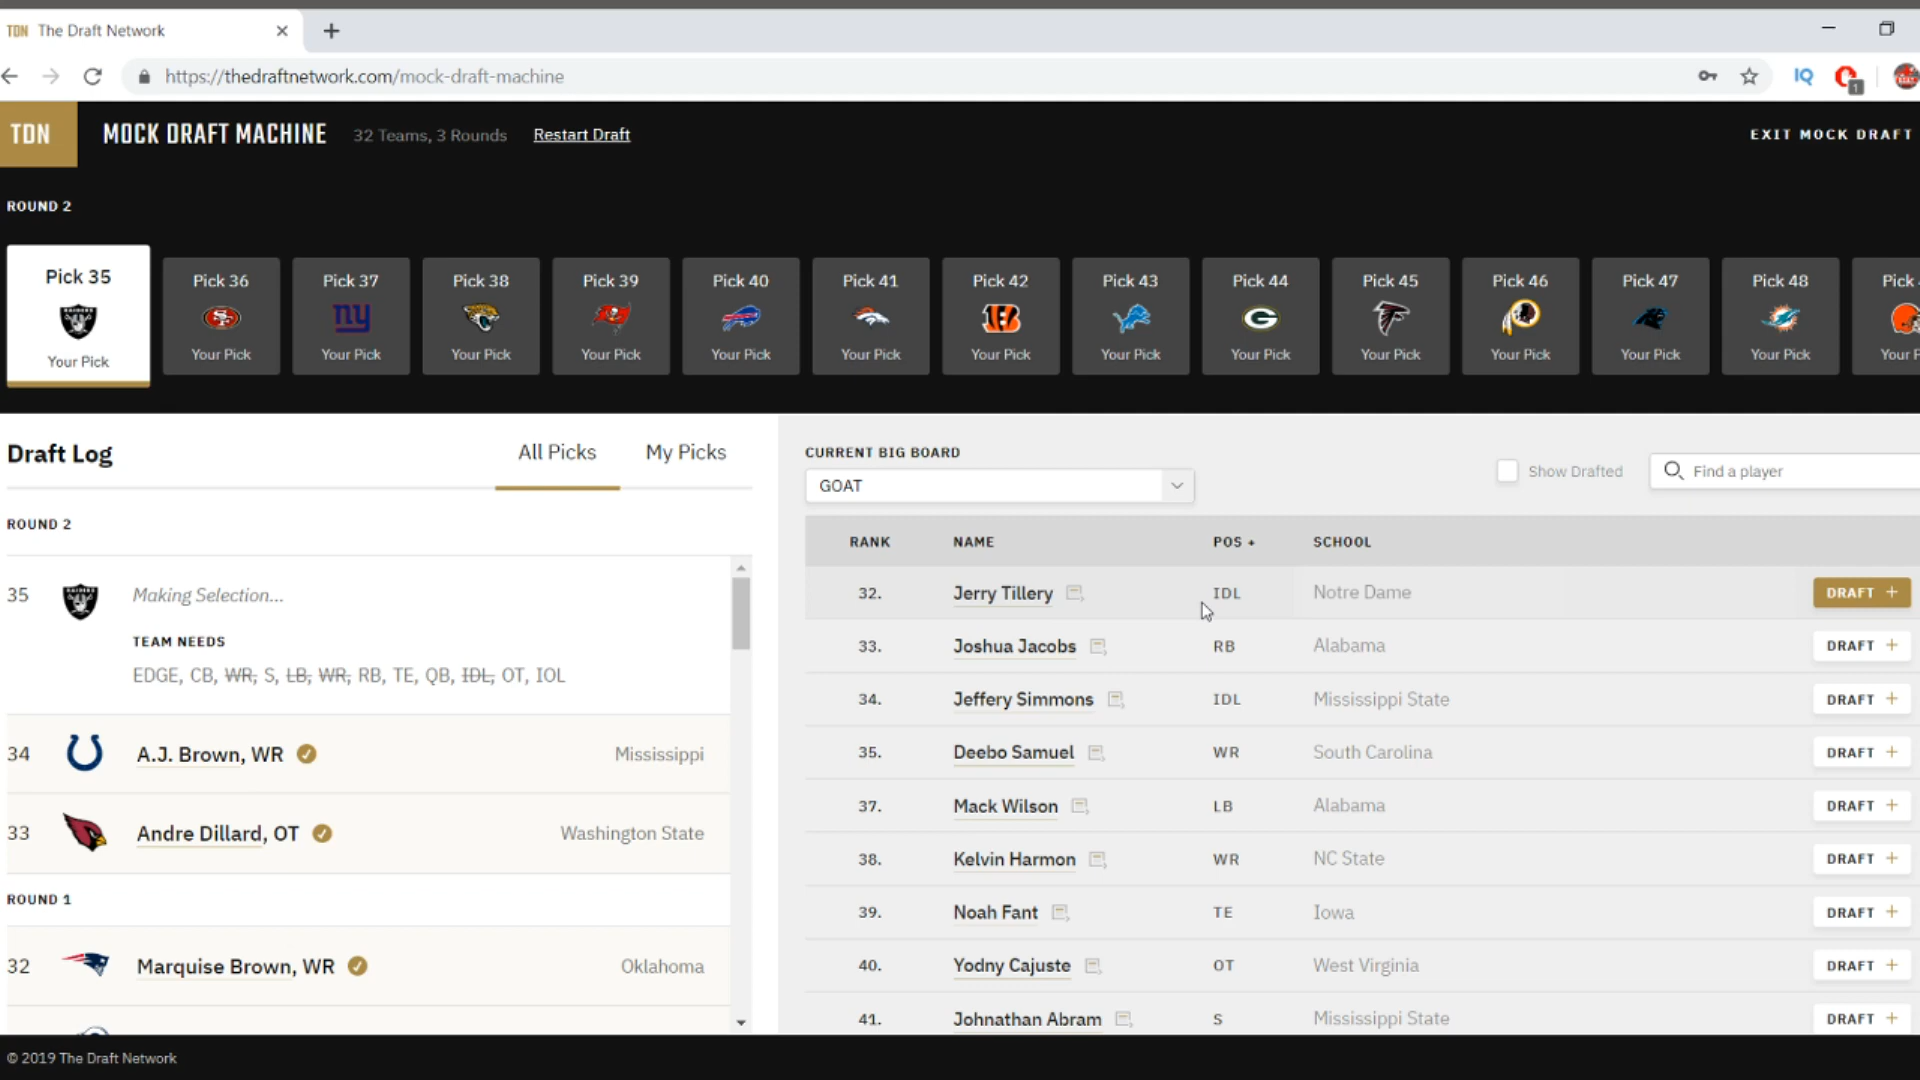 TDN The Draft Network
https://thedraftnetwork.com/mock-draft-machine
IQ
1
TDN MOCK DRAFT MACHINE 32 Teams, 3 Rounds Restart Draft EXIT MOCK DRAFT
ROUND 2
Pick 35 Pick 36 Pick 37 Pick 38 Pick 39 Pick 40 Pick 41 Pick 42 Pick 43 Pick 44 Pick 45 Pick 46 Pick 47 Pick 48 Pick
RAIDERS ny G
Your Pick Your Pick Your Pick Your Pick Your Pick Your Pick Your Pick Your Pick Your Pick Your Pick Your Pick Your Pick Your Pick Your Pick Your P
Draft Log All Picks My Picks
ROUND 2
35 RAIDERS Making Selection...
TEAM NEEDS
EDGE, CB, WR, S, LB, WR, RB, TE, QB, IDL, OT, IOL
34 A.J. Brown, WR Mississippi
33 Andre Dillard, OT Washington State
ROUND 1
32 Marquise Brown, WR Oklahoma
CURRENT BIG BOARD
GOAT
Show Drafted
Find a player
RANK NAME POS SCHOOL
32. Jerry Tillery IDL Notre Dame DRAFT +
33. Joshua Jacobs RB Alabama DRAFT +
34. Jeffery Simmons IDL Mississippi State DRAFT +
35. Deebo Samuel WR South Carolina DRAFT +
37. Mack Wilson LB Alabama DRAFT +
38. Kelvin Harmon WR NC State DRAFT +
39. Noah Fant TE Iowa DRAFT +
40. Yodny Cajuste OT West Virginia DRAFT +
41. Johnathan Abram S Mississippi State DRAFT +
© 2019 The Draft Network